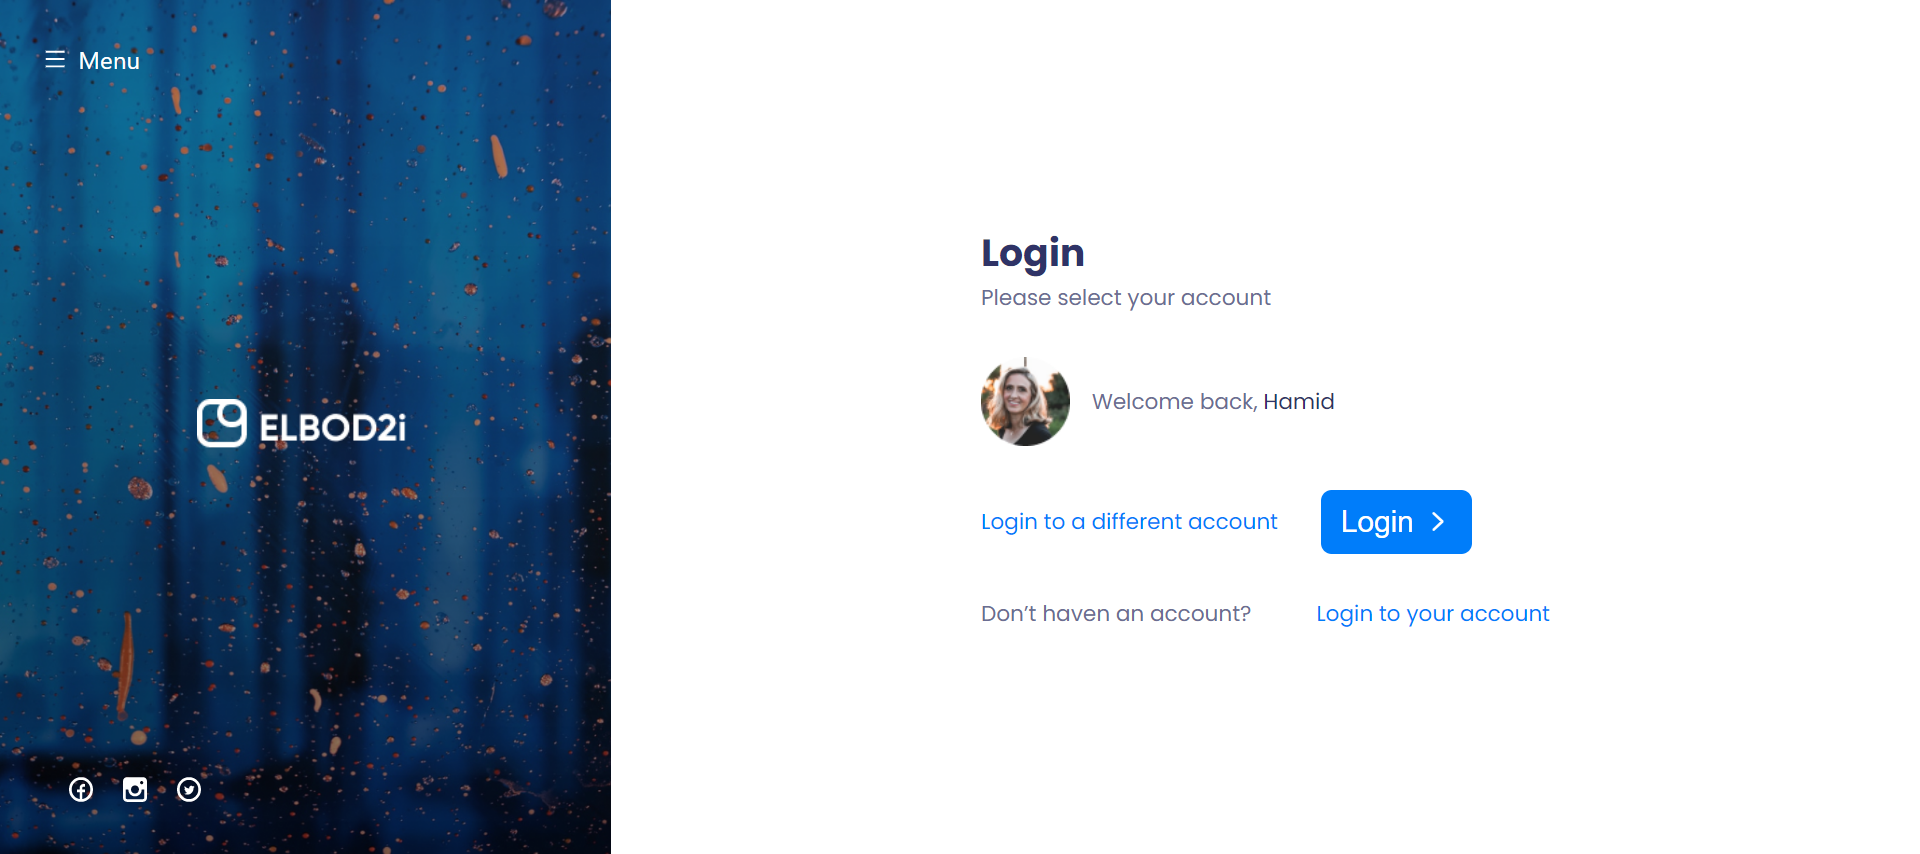 Menu
ELBOD2i
Login
Please select your account
Welcome back, Hamid
Login to a different account
Login
Don’t haven an account?
Login to your account